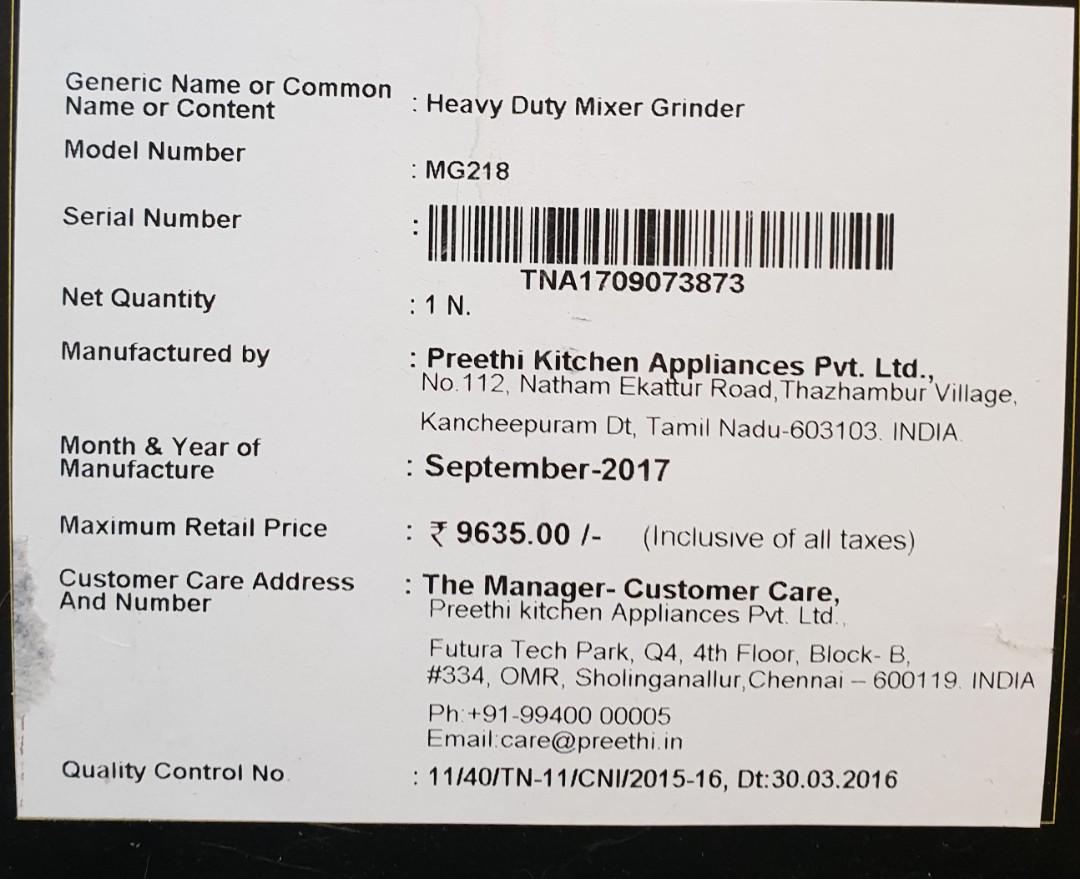 Generic Name or Common
Name or Content : Heavy Duty Mixer Grinder
Model Number : MG218
Serial Number :
TNA1709073873
Net Quantity : 1 N.
Manufactured by : Preethi Kitchen Appliances Pvt. Ltd.,
No.112, Natham Ekattur Road,Thazhambur Village,
Kancheepuram Dt, Tamil Nadu-603103. INDIA.
Month & Year of
Manufacture : September-2017
Maximum Retail Price : ₹ 9635.00 /- (Inclusive of all taxes)
Customer Care Address : The Manager- Customer Care,
And Number Preethi kitchen Appliances Pvt. Ltd.,
Futura Tech Park, Q4, 4th Floor, Block- B,
#334, OMR, Sholinganallur,Chennai – 600119. INDIA
Ph:+91-99400 00005
Email:care@preethi.in
Quality Control No. : 11/40/TN-11/CNI/2015-16, Dt:30.03.2016